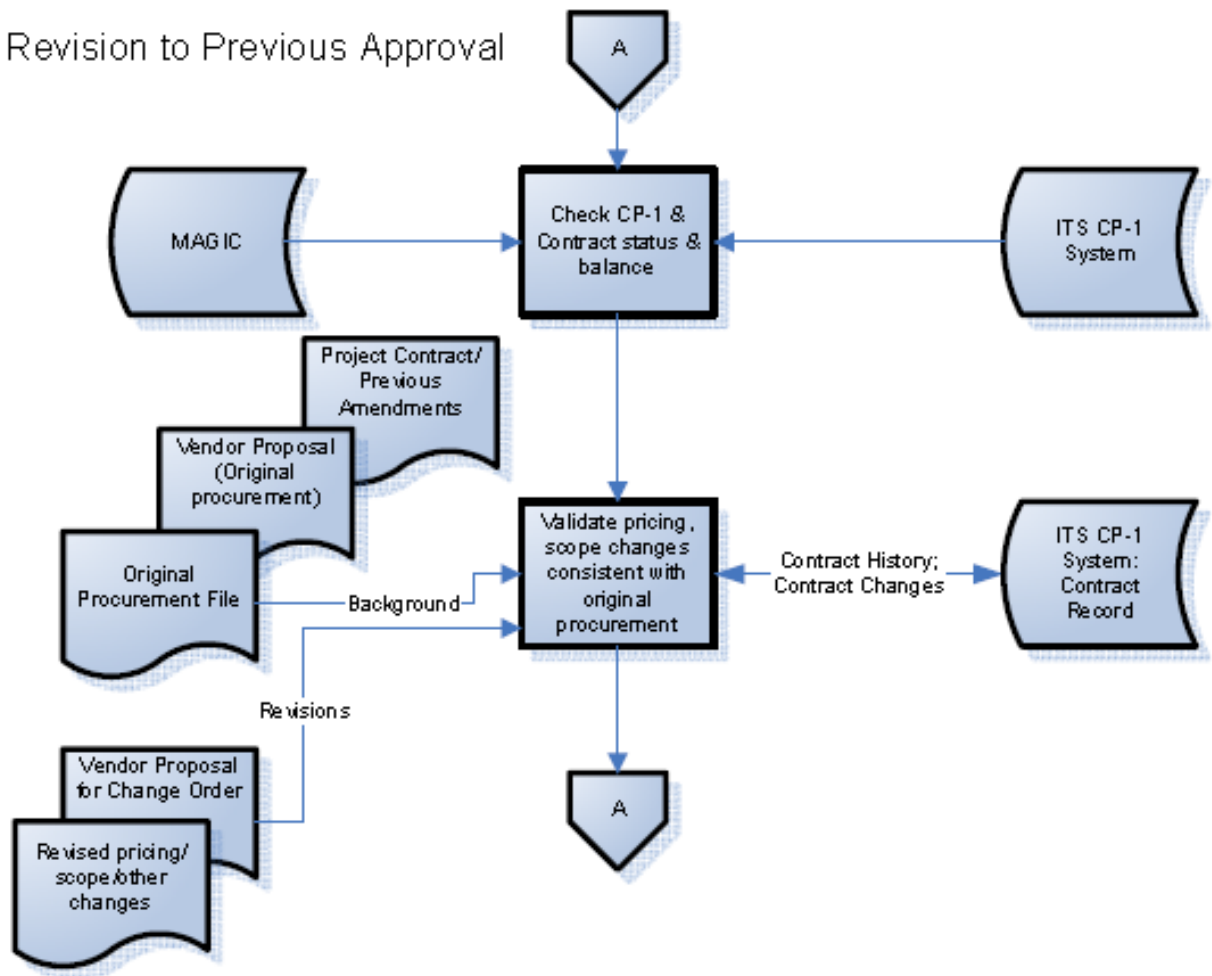 Revision to Previous Approval
A
MAGIC
Check CP-1 &
Contract status &
balance
ITS CP-1
System
Project Contract/
Previous
Amendments
Vendor Proposal
(Original
procurement)
Original
Procurement File
Background
Validate pricing,
scope changes
consistent with
original
procurement
Contract History;
Contract Changes
ITS CP-1
System:
Contract
Record
Revisions
Vendor Proposal
for Change Order
Revised pricing/
scope/other
changes
A